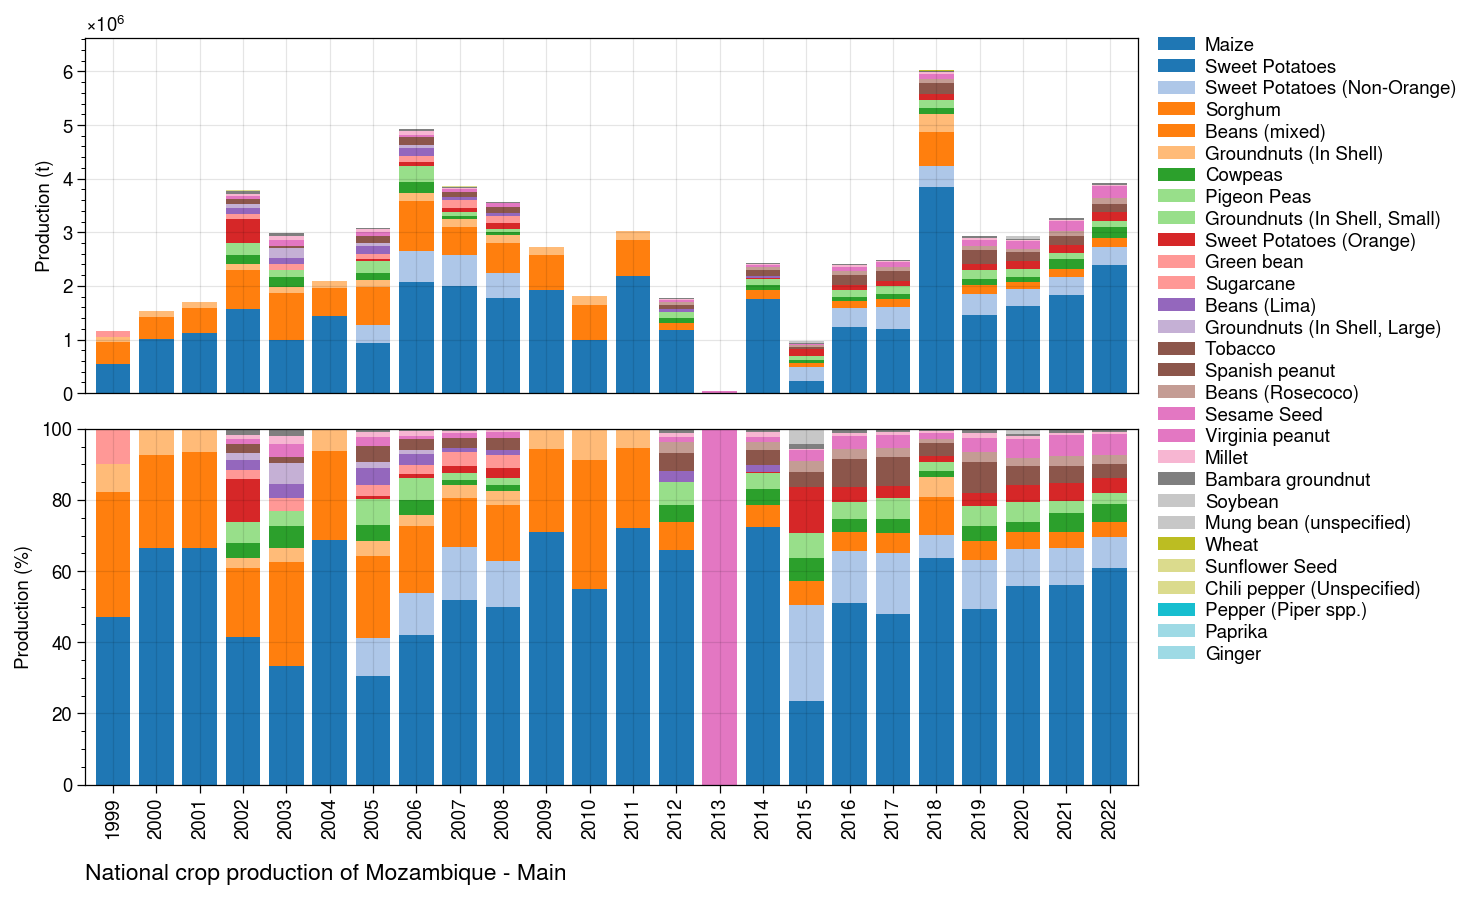 ×10⁶
6
5
4
3
2
1
0
Production (t)
100
80
60
40
20
0
Production (%)
1999
2000
2001
2002
2003
2004
2005
2006
2007
2008
2009
2010
2011
2012
2013
2014
2015
2016
2017
2018
2019
2020
2021
2022
Maize
Sweet Potatoes
Sweet Potatoes (Non-Orange)
Sorghum
Beans (mixed)
Groundnuts (In Shell)
Cowpeas
Pigeon Peas
Groundnuts (In Shell, Small)
Sweet Potatoes (Orange)
Green bean
Sugarcane
Beans (Lima)
Groundnuts (In Shell, Large)
Tobacco
Spanish peanut
Beans (Rosecoco)
Sesame Seed
Virginia peanut
Millet
Bambara groundnut
Soybean
Mung bean (unspecified)
Wheat
Sunflower Seed
Chili pepper (Unspecified)
Pepper (Piper spp.)
Paprika
Ginger
National crop production of Mozambique - Main